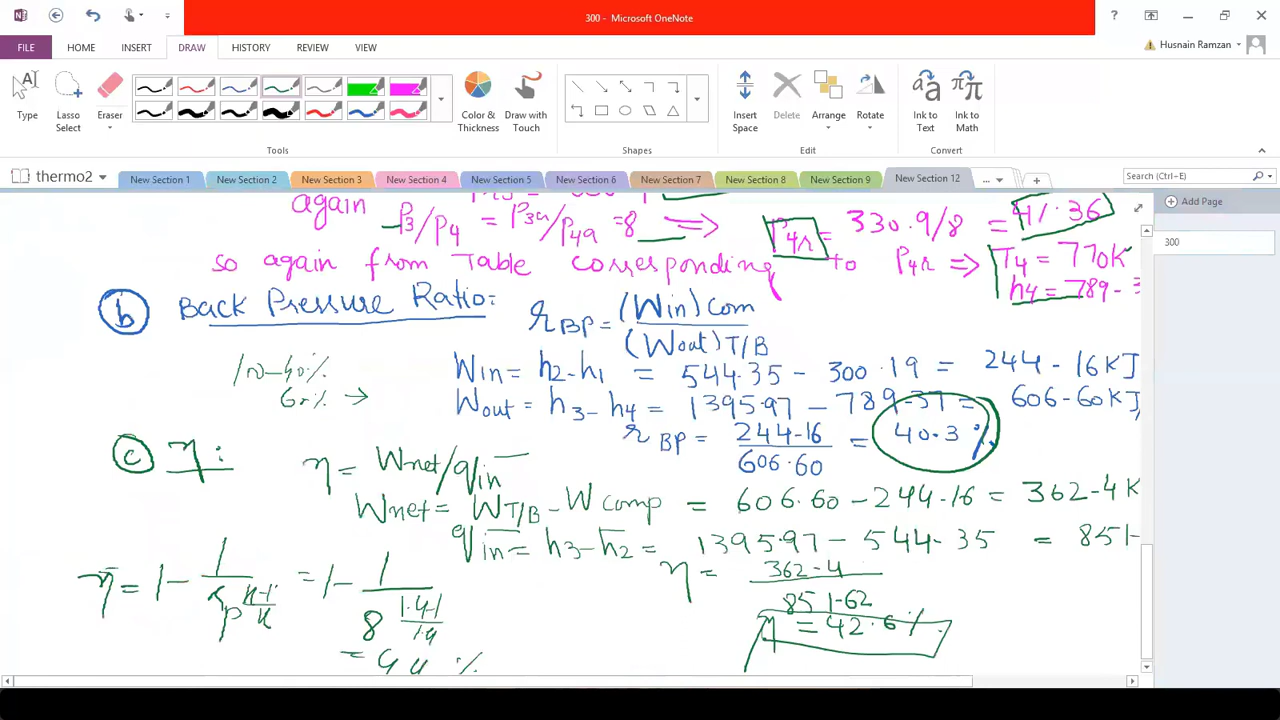 300 - Microsoft OneNote
FILE HOME INSERT DRAW HISTORY REVIEW VIEW
Husnain Ramzan
Type Lasso Select Eraser Color & Thickness Draw with Touch Insert Space Delete Arrange Rotate Ink to Text Ink to Math
Tools Shapes Edit Convert
thermo2 New Section 1 New Section 2 New Section 3 New Section 4 New Section 5 New Section 6 New Section 7 New Section 8 New Section 9 New Section 12 ... Search (Ctrl+E)
Add Page
300
again P3/P4 = P3r/P4r = 8 => P4r = 330.9/8 = 41.36
so again from Table corresponding to P4r => T4 = 770K
h4 = 789-3
b Back Pressure Ratio: rBP = (Win)com / (Wout)T/B
10-40%
60% →
Win = h2-h1 = 544.35 - 300.19 = 244-16KJ
Wout = h3-h4 = 1395.97 - 789-37 = 606-60KJ
rBP = 244-16 / 606.60 = 40.3%
c η: η = Wnet/qin
Wnet = WT/B - Wcomp = 606.60 - 244-16 = 362-4K
qin = h3-h2 = 1395.97 - 544.35 = 851-
η = 362-4 / 851-62
η = 42.6%
η = 1 - 1/rp^(k-1/k) = 1 - 1/8^(1.4-1/1.4)
= 44%